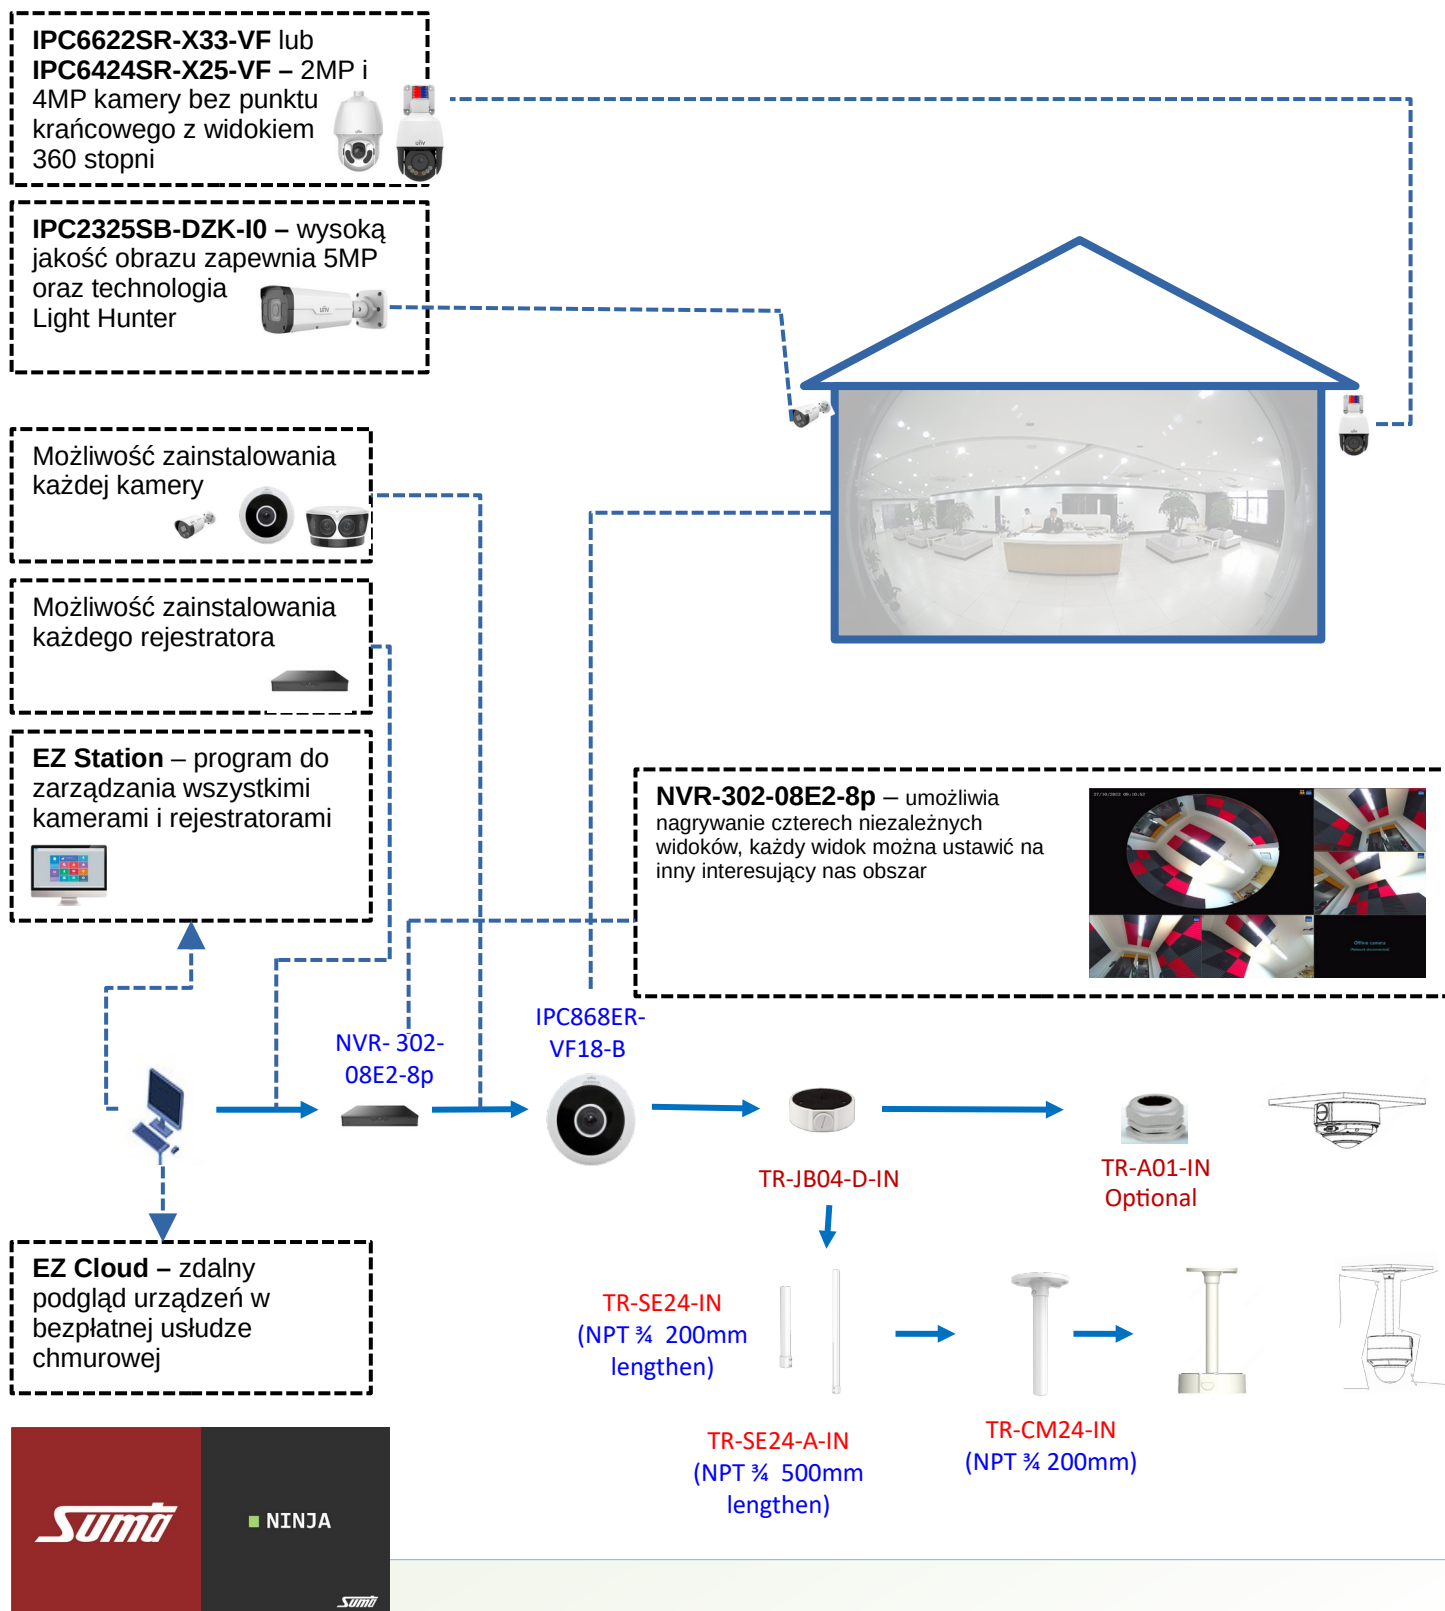 IPC6622SR-X33-VF lub
IPC6424SR-X25-VF – 2MP i
4MP kamery bez punktu
krańcowego z widokiem
360 stopni
IPC2325SB-DZK-I0 – wysoką
jakość obrazu zapewnia 5MP
oraz technologia
Light Hunter
Możliwość zainstalowania
każdej kamery
Możliwość zainstalowania
każdego rejestratora
EZ Station – program do
zarządzania wszystkimi
kamerami i rejestratorami
NVR-302-08E2-8p – umożliwia
nagrywanie czterech niezależnych
widoków, każdy widok można ustawić na
inny interesujący nas obszar
Offline camera
NVR- 302-
08E2-8p
IPC868ER-
VF18-B
TR-JB04-D-IN
TR-A01-IN
Optional
EZ Cloud – zdalny
podgląd urządzeń w
bezpłatnej usłudze
chmurowej
TR-SE24-IN
(NPT ¾ 200mm
lengthen)
TR-SE24-A-IN
(NPT ¾ 500mm
lengthen)
TR-CM24-IN
(NPT ¾ 200mm)
Suma
NINJA
Suma